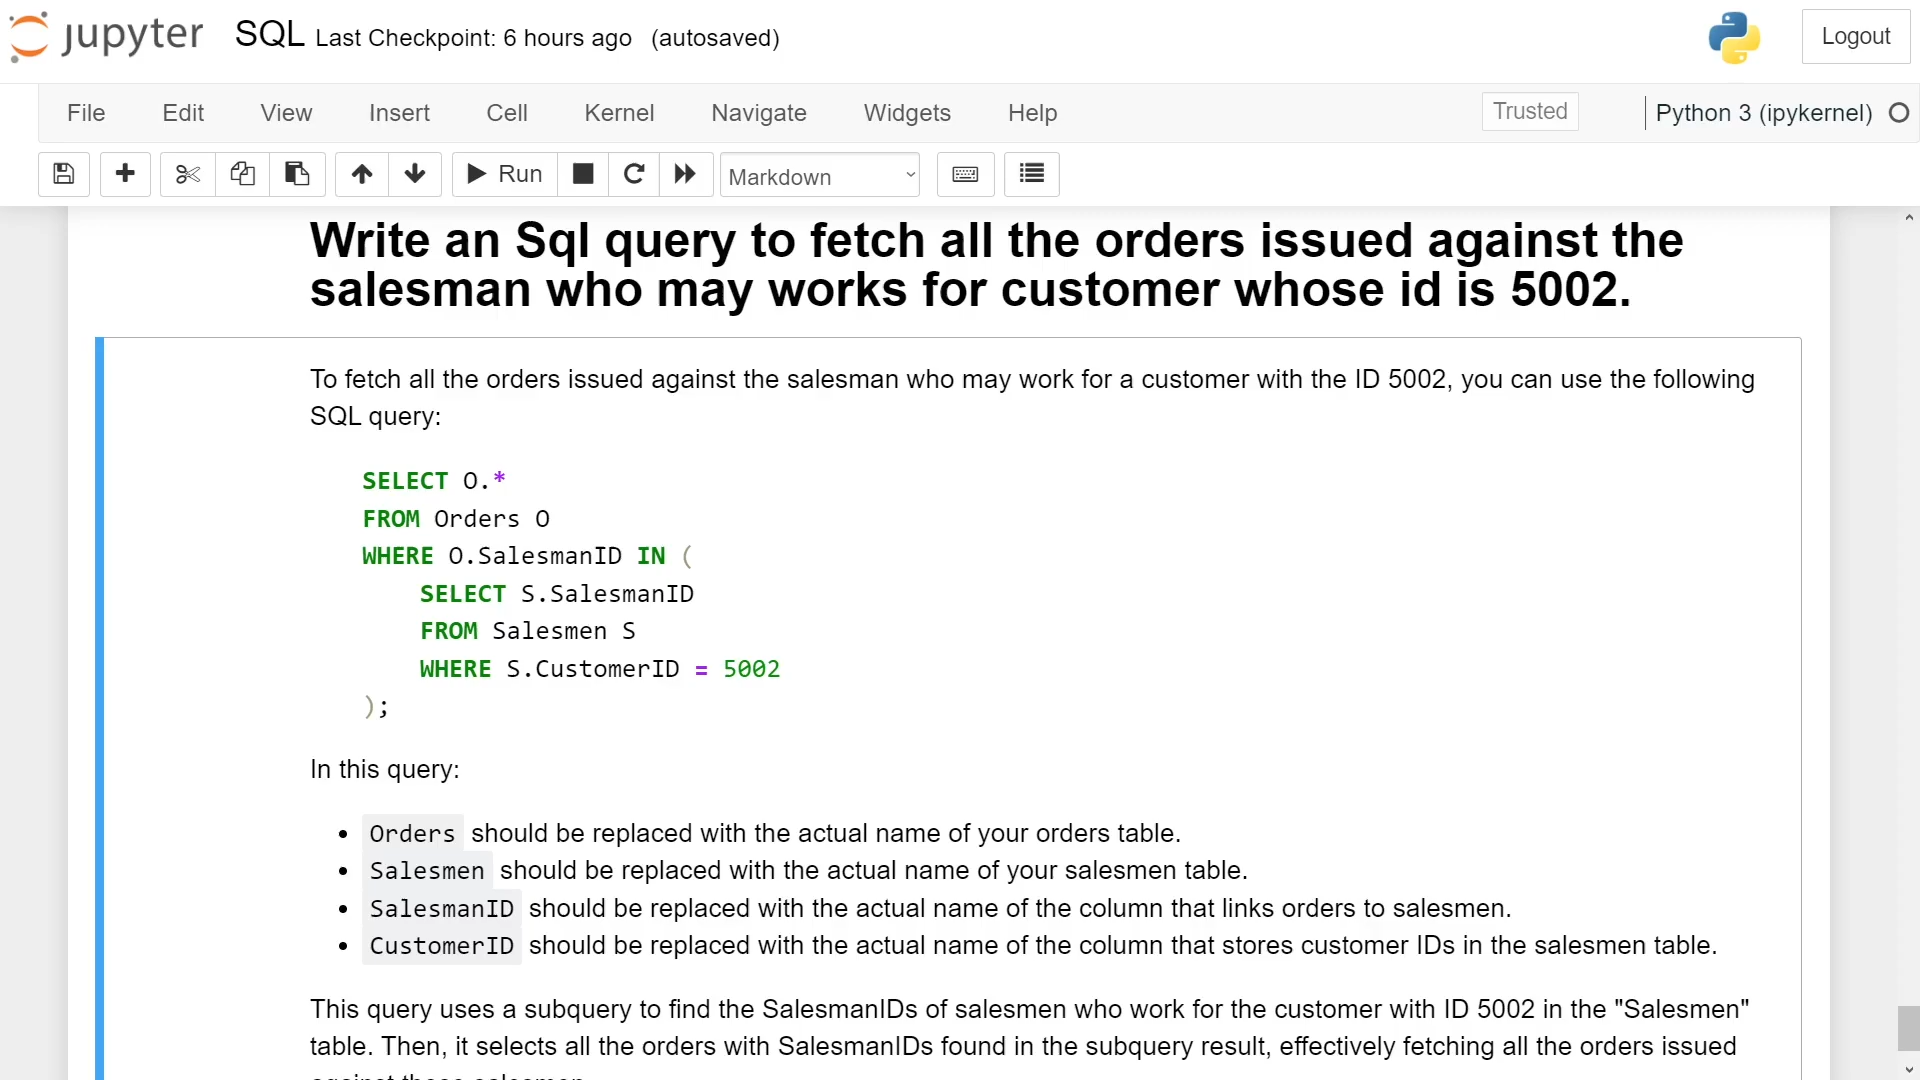 jupyter SQL Last Checkpoint: 6 hours ago (autosaved)
Logout
File Edit View Insert Cell Kernel Navigate Widgets Help
Trusted
Python 3 (ipykernel)
Run
Markdown
Write an Sql query to fetch all the orders issued against the
salesman who may works for customer whose id is 5002.
To fetch all the orders issued against the salesman who may work for a customer with the ID 5002, you can use the following
SQL query:
SELECT O.*
FROM Orders O
WHERE O.SalesmanID IN (
SELECT S.SalesmanID
FROM Salesmen S
WHERE S.CustomerID = 5002
);
In this query:
• Orders should be replaced with the actual name of your orders table.
• Salesmen should be replaced with the actual name of your salesmen table.
• SalesmanID should be replaced with the actual name of the column that links orders to salesmen.
• CustomerID should be replaced with the actual name of the column that stores customer IDs in the salesmen table.
This query uses a subquery to find the SalesmanIDs of salesmen who work for the customer with ID 5002 in the "Salesmen"
table. Then, it selects all the orders with SalesmanIDs found in the subquery result, effectively fetching all the orders issued